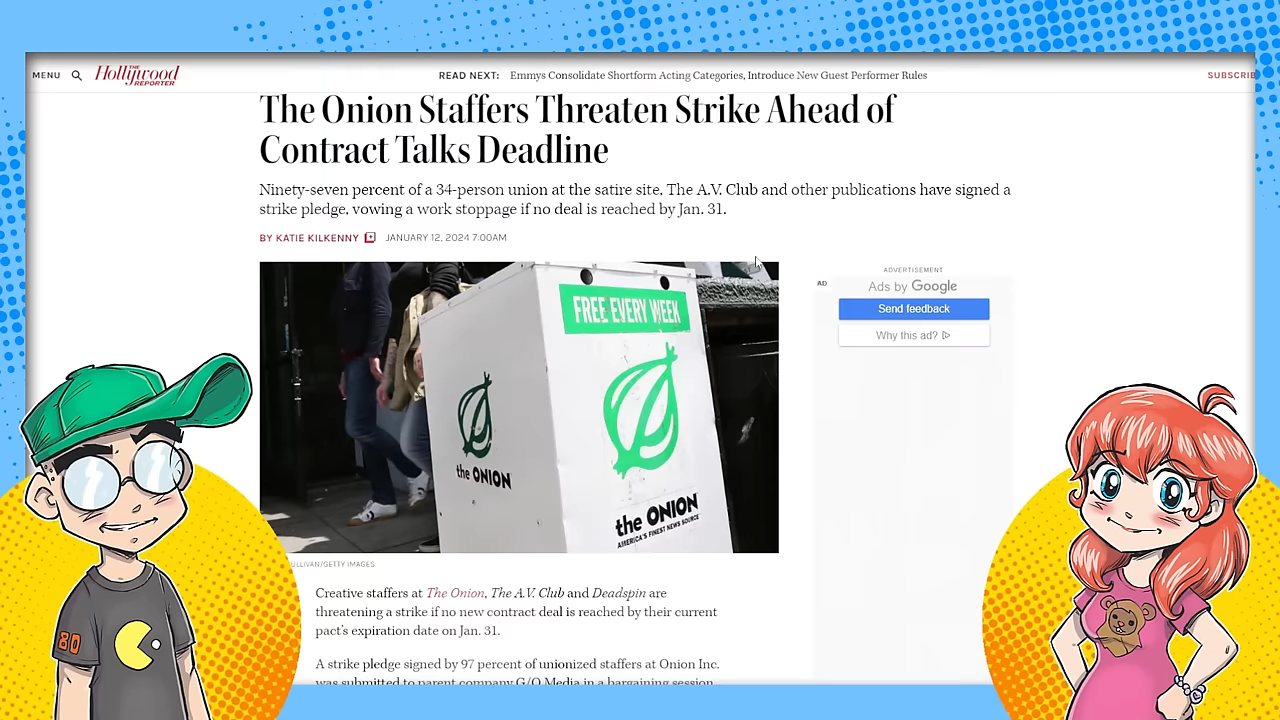 MENU
THE
Hollywood
REPORTER
READ NEXT: Emmys Consolidate Shortform Acting Categories, Introduce New Guest Performer Rules
SUBSCRIB
The Onion Staffers Threaten Strike Ahead of
Contract Talks Deadline
Ninety-seven percent of a 34-person union at the satire site, The A.V. Club and other publications have signed a
strike pledge, vowing a work stoppage if no deal is reached by Jan. 31.
BY KATIE KILKENNY JANUARY 12, 2024 7:00AM
FREE EVERY WEEK
the ONION
the ONION
AMERICA'S FINEST NEWS SOURCE
ADVERTISEMENT
AD
Ads by Google
Send feedback
Why this ad?
ULLIVAN/GETTY IMAGES
Creative staffers at The Onion, The A.V. Club and Deadspin are
threatening a strike if no new contract deal is reached by their current
pact's expiration date on Jan. 31.
A strike pledge signed by 97 percent of unionized staffers at Onion Inc.
was submitted to parent company G/O Media in a bargaining session
80